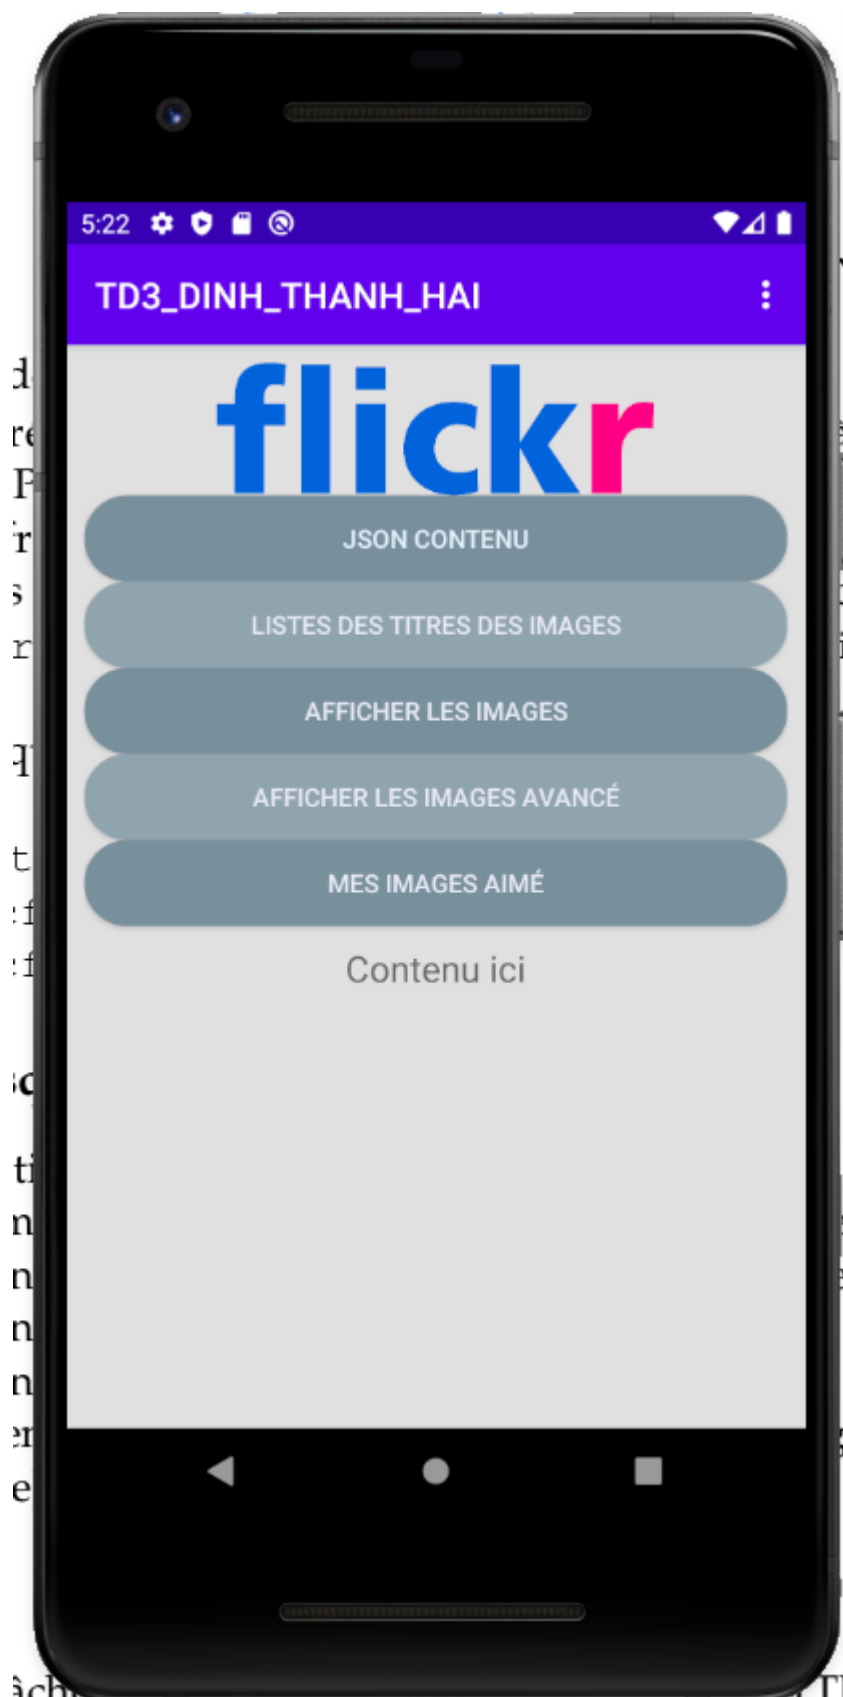 5:22
TD3_DINH_THANH_HAI
flickr
JSON CONTENU
LISTES DES TITRES DES IMAGES
AFFICHER LES IMAGES
AFFICHER LES IMAGES AVANCÉ
MES IMAGES AIMÉ
Contenu ici